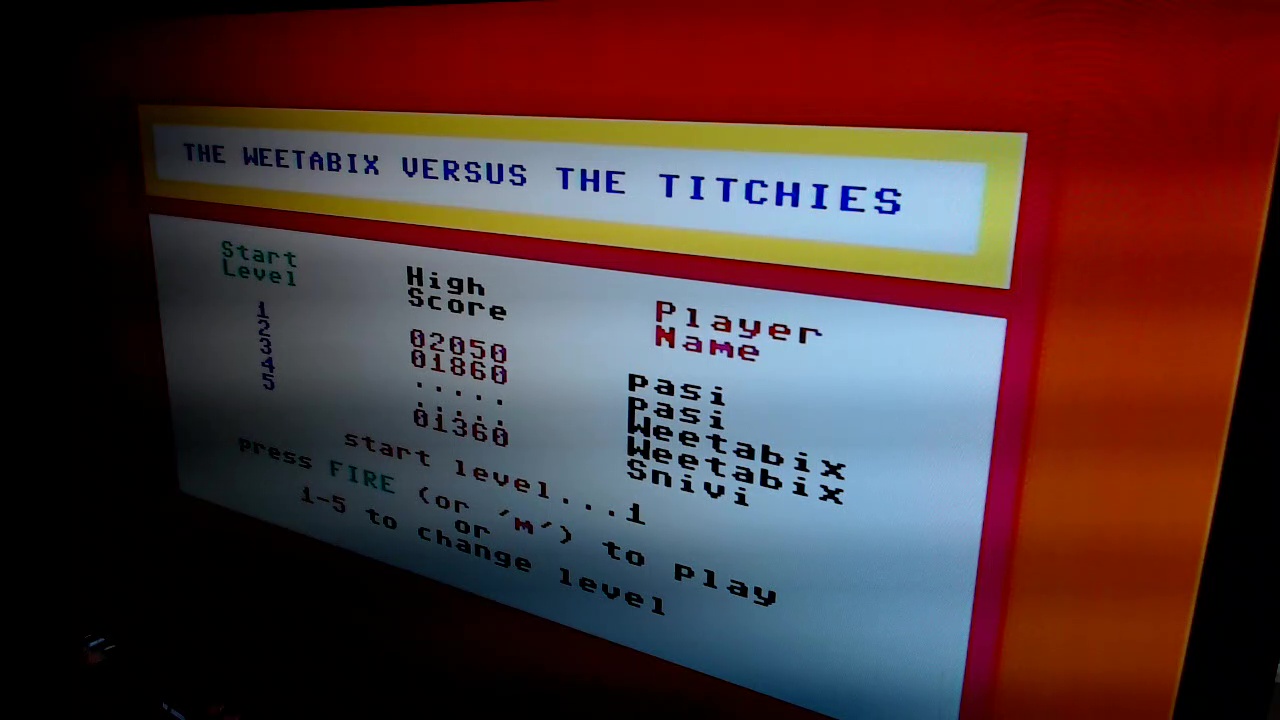 THE WEETABIX VERSUS THE TITCHIES
Start High Player
Level Score Name
1 02050 pasi
2 01860 pasi
3 ..... Weetabix
4 ..... Weetabix
5 01360 Snivi
start level...1
press FIRE (or 'M') to play
or
1-5 to change level